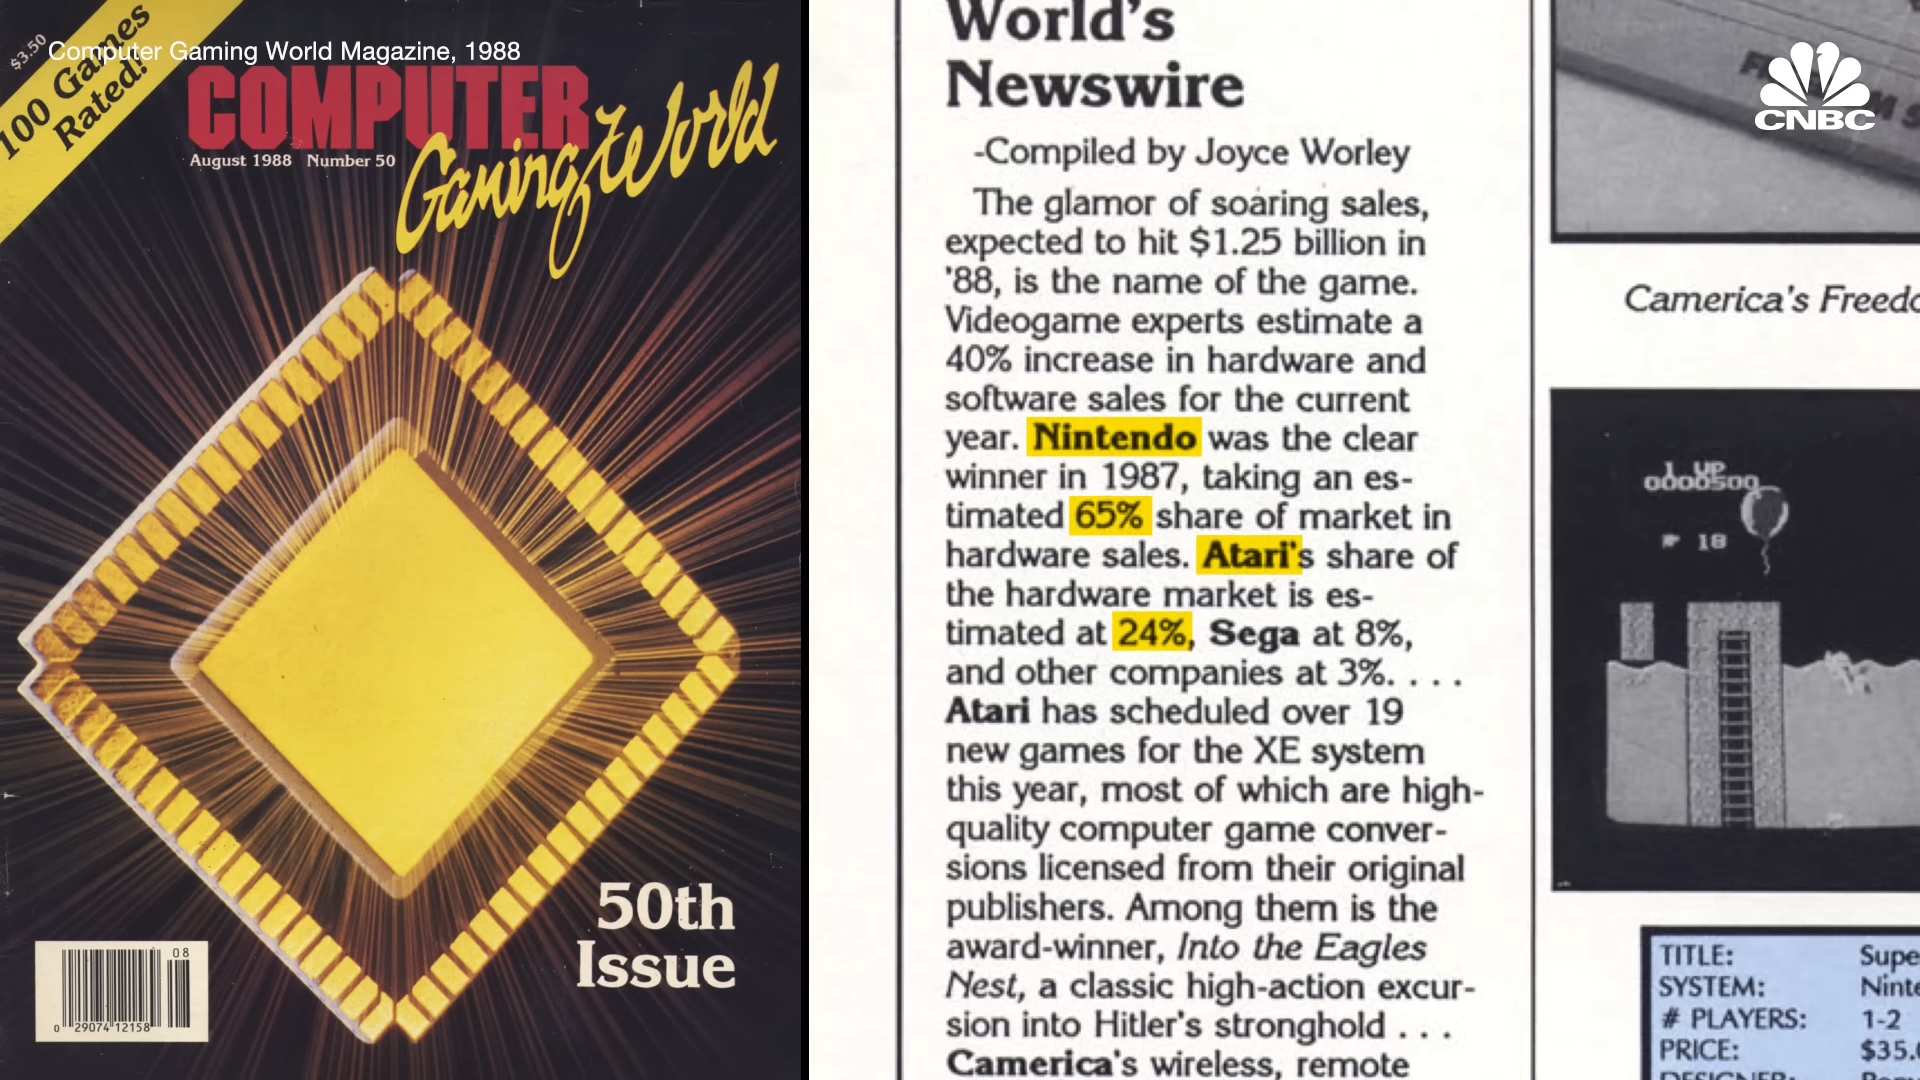 Computer Gaming World Magazine, 1988
$3.50
100 Games
Rated!
COMPUTER
Gaming World
August 1988 Number 50
50th
Issue
08
0 29074 12158
World's
Newswire
-Compiled by Joyce Worley
The glamor of soaring sales,
expected to hit $1.25 billion in
'88, is the name of the game.
Videogame experts estimate a
40% increase in hardware and
software sales for the current
year. Nintendo was the clear
winner in 1987, taking an es-
timated 65% share of market in
hardware sales. Atari's share of
the hardware market is es-
timated at 24%, Sega at 8%,
and other companies at 3%. . . .
Atari has scheduled over 19
new games for the XE system
this year, most of which are high-
quality computer game conver-
sions licensed from their original
publishers. Among them is the
award-winner, Into the Eagles
Nest, a classic high-action excur-
sion into Hitler's stronghold . . .
Camerica's wireless, remote
CNBC
Camerica's Freedo
1 UP
0000500
18
TITLE: Supe
SYSTEM: Ninte
# PLAYERS: 1-2
PRICE: $35.